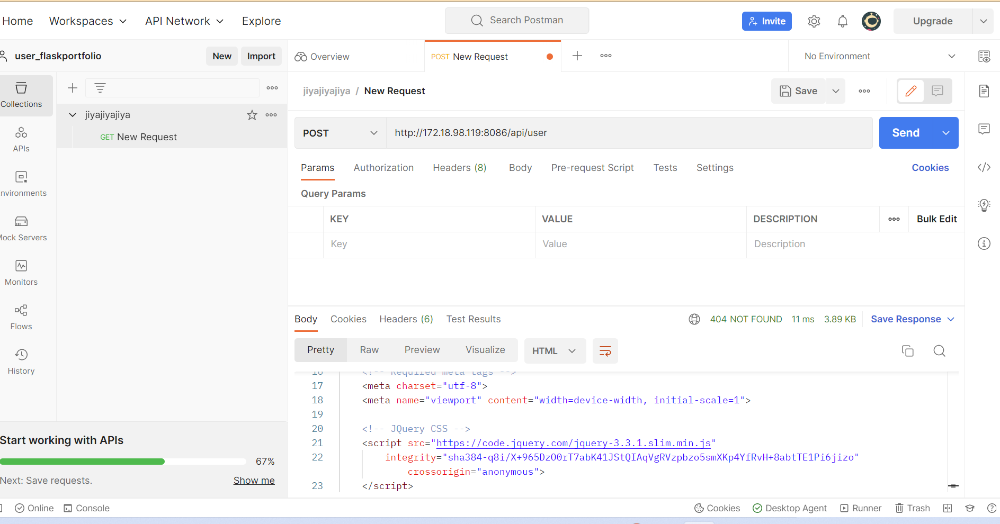 Home Workspaces API Network Explore Search Postman Invite Upgrade
user_flaskportfolio New Import Overview POST New Request No Environment
Collections
jiyajiyajiya / New Request Save
jiyajiyajiya
GET New Request
APIs
nvironments
Mock Servers
Monitors
Flows
History
POST http://172.18.98.119:8086/api/user Send
Params Authorization Headers (8) Body Pre-request Script Tests Settings Cookies
Query Params
KEY VALUE DESCRIPTION Bulk Edit
Key Value Description
Body Cookies Headers (6) Test Results 404 NOT FOUND 11 ms 3.89 KB Save Response
Pretty Raw Preview Visualize HTML
16 <!-- Required meta tags -->
17 <meta charset="utf-8">
18 <meta name="viewport" content="width=device-width, initial-scale=1">
19
20 <!-- JQuery CSS -->
21 <script src="https://code.jquery.com/jquery-3.3.1.slim.min.js"
22 integrity="sha384-q8i/X+965DzO0rT7abK41JStQIAqVgRVzpbzo5smXKp4YfRvH+8abtTE1Pi6jizo"
crossorigin="anonymous">
23 </script>
Start working with APIs
67%
Next: Save requests. Show me
Online Console Cookies Desktop Agent Runner Trash